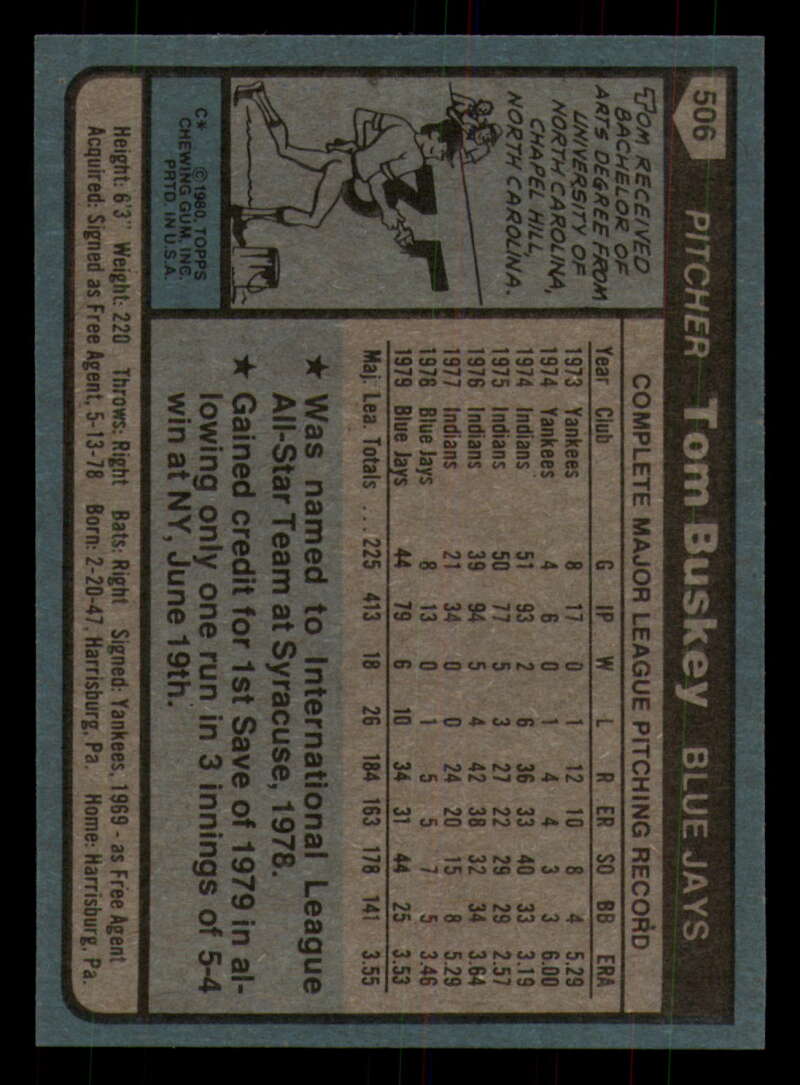 506 PITCHER Tom Buskey BLUE JAYS
TOM RECEIVED
BACHELOR OF
ARTS DEGREE FROM
UNIVERSITY OF
NORTH CAROLINA,
CHAPEL HILL,
NORTH CAROLINA.
N
C
C* ©1980, TOPPS
CHEWING GUM, INC.
PRTD. IN U.S.A.
COMPLETE MAJOR LEAGUE PITCHING RECORD
Year Club G IP W L R ER SO BB ERA
1973 Yankees 8 17 0 1 12 10 8 4 5.29
1974 Yankees 4 6 0 1 4 4 3 3 6.00
1974 Indians 51 93 2 6 36 33 40 33 3.19
1975 Indians 50 77 5 3 27 22 29 29 2.57
1976 Indians 39 94 5 4 42 38 32 34 3.64
1977 Indians 21 34 0 0 24 20 15 8 5.29
1978 Blue Jays 8 13 0 1 5 5 7 5 3.46
1979 Blue Jays 44 79 6 10 34 31 44 25 3.53
Maj. Lea. Totals ... 225 413 18 26 184 163 178 141 3.55
★ Was named to International League
All-Star Team at Syracuse, 1978.
★ Gained credit for 1st Save of 1979 in al-
lowing only one run in 3 innings of 5-4
win at NY, June 19th.
Height: 6'3" Weight: 220 Throws: Right Bats: Right Signed: Yankees, 1969 - as Free Agent
Acquired: Signed as Free Agent, 5-13-78 Born: 2-20-47, Harrisburg, Pa. Home: Harrisburg, Pa.